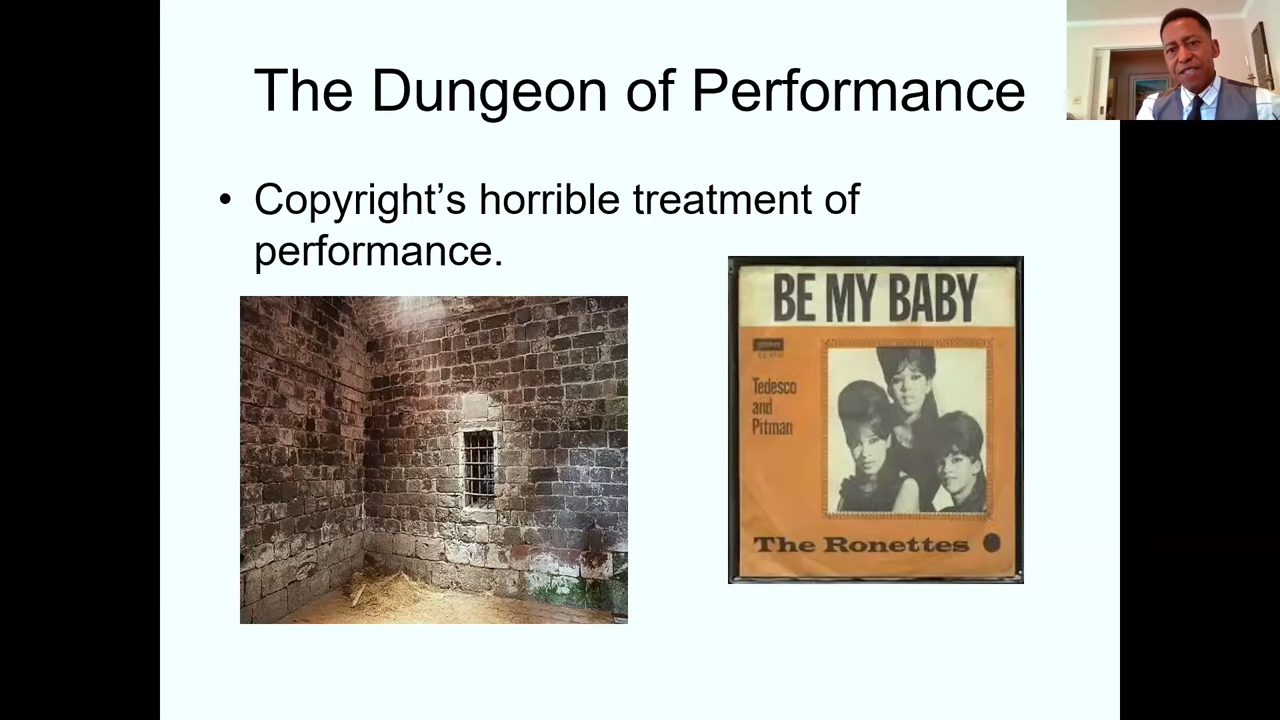 The Dungeon of Performance
• Copyright’s horrible treatment of
performance.
BE MY BABY
Tedesco
and
Pitman
The Ronettes